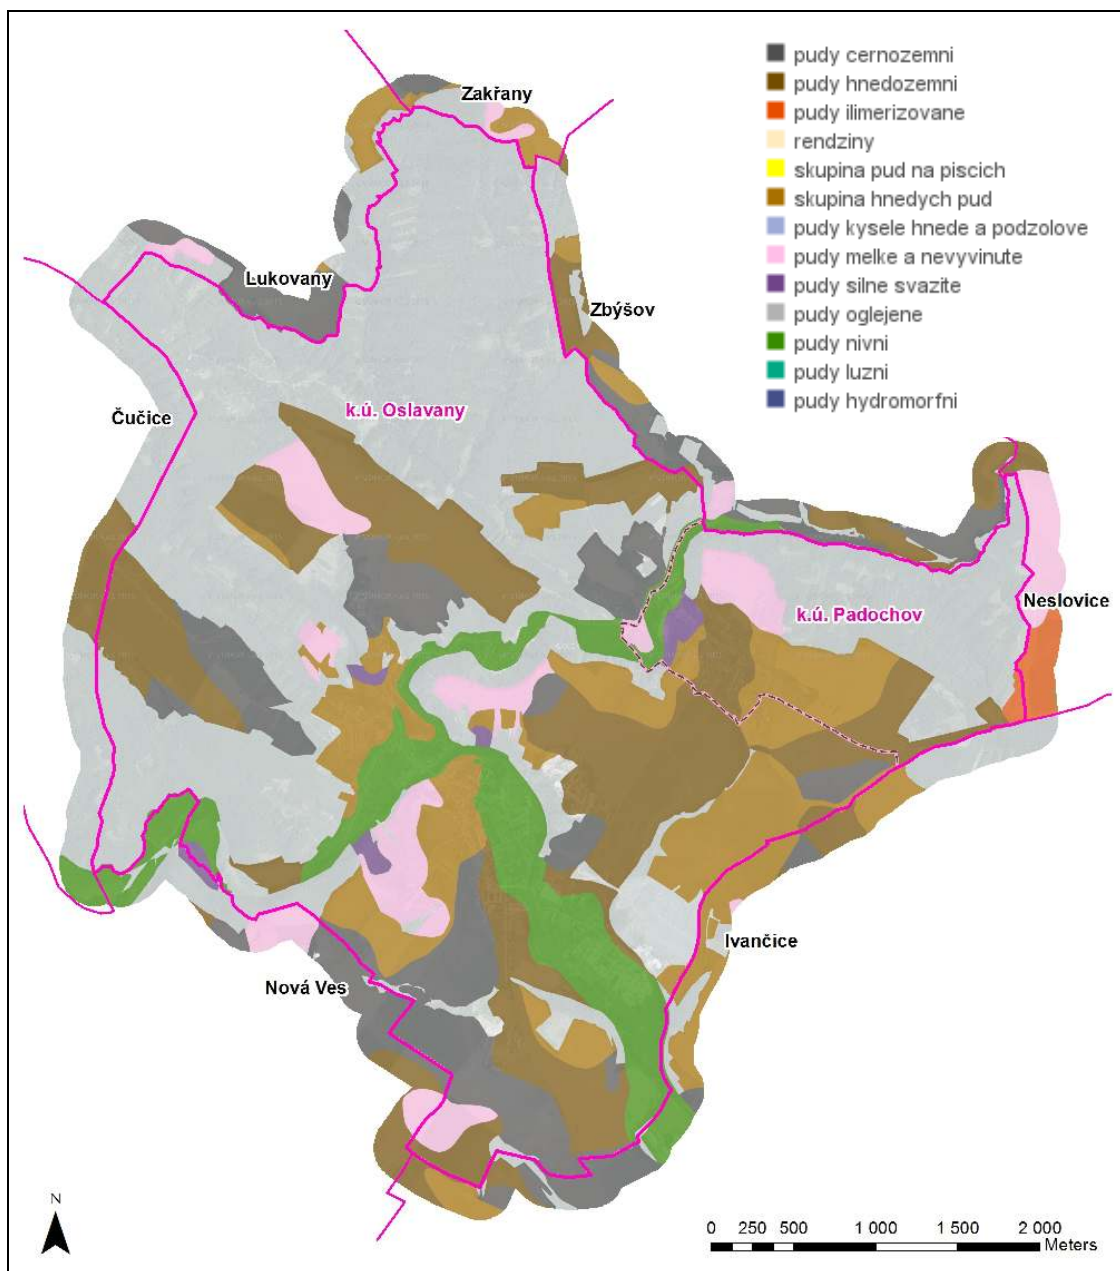 pudy cernozemni
pudy hnedozemni
pudy ilimerizovane
rendziny
skupina pud na piscich
skupina hnedych pud
pudy kysele hnede a podzolove
pudy melke a nevyvinute
pudy silne svazite
pudy oglejene
pudy nivni
pudy luzni
pudy hydromorfni
Zakřany
Lukovany
Zbýšov
Čučice
k.ú. Oslavany
Neslovice
k.ú. Padochov
Ivančice
Nová Ves
N
0 250 500 1 000 1 500 2 000
Meters